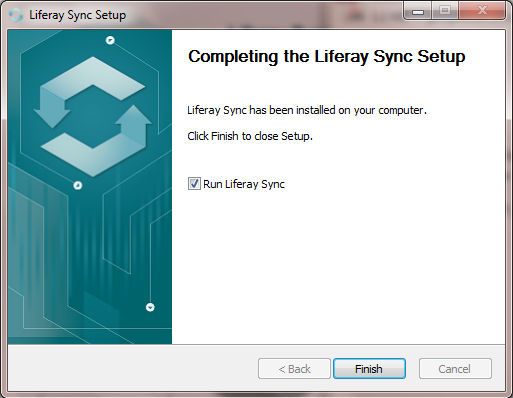 Liferay Sync Setup
Completing the Liferay Sync Setup
Liferay Sync has been installed on your computer.
Click Finish to close Setup.
Run Liferay Sync
< Back
Finish
Cancel